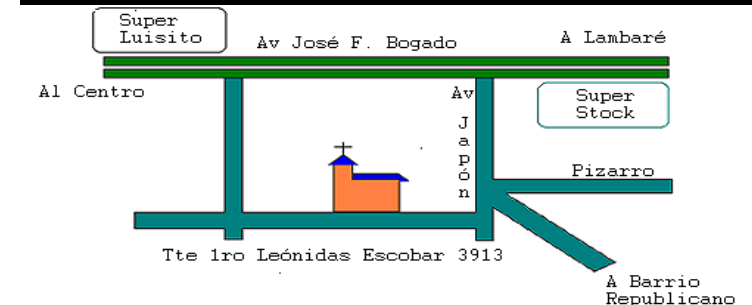 Super
Luisito
Av José F. Bogado
A Lambaré
Al Centro
Av
Japón
Super
Stock
Pizarro
Tte 1ro Leónidas Escobar 3913
A Barrio
Republicano